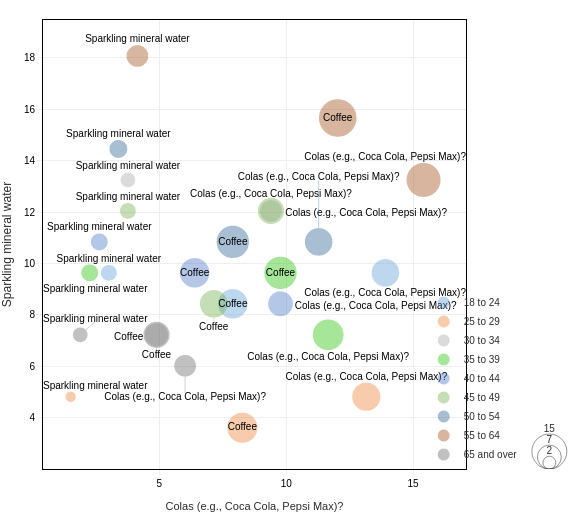 Sparkling mineral water
18
16
Coffee
14
Sparkling mineral water
Colas (e.g., Coca Cola, Pepsi Max)?
Sparkling mineral water
Colas (e.g., Coca Cola, Pepsi Max)?
Sparkling mineral water
Colas (e.g., Coca Cola, Pepsi Max)?
12
Colas (e.g., Coca Cola, Pepsi Max)?
Sparkling mineral water
Coffee
Sparkling mineral water
10
Coffee
Coffee
Sparkling mineral water
Colas (e.g., Coca Cola, Pepsi Max)?
Coffee
Colas (e.g., Coca Cola, Pepsi Max)?
8
Sparkling mineral water
Coffee
Coffee
Coffee
Colas (e.g., Coca Cola, Pepsi Max)?
6
Colas (e.g., Coca Cola, Pepsi Max)?
Sparkling mineral water
Colas (e.g., Coca Cola, Pepsi Max)?
4
Coffee
5
10
15
Colas (e.g., Coca Cola, Pepsi Max)?
Sparkling mineral water
18 to 24
25 to 29
30 to 34
35 to 39
40 to 44
45 to 49
50 to 54
55 to 64
65 and over
15
7
2